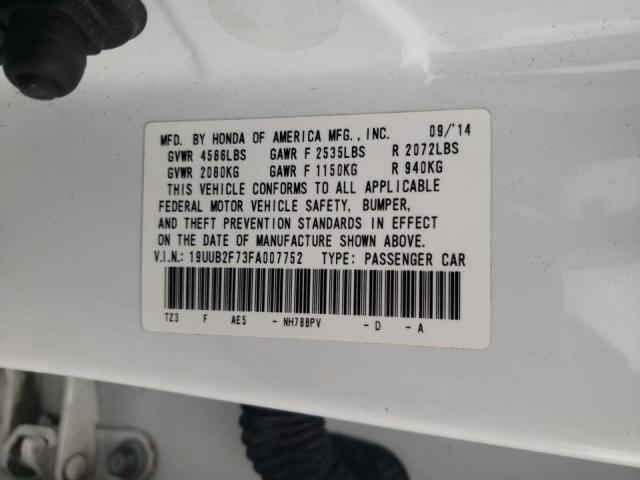 MFD. BY HONDA OF AMERICA MFG., INC. 09/'14
GVWR 4586LBS GAWR F 2535LBS R 2072LBS
GVWR 2080KG GAWR F 1150KG R 940KG
THIS VEHICLE CONFORMS TO ALL APPLICABLE
FEDERAL MOTOR VEHICLE SAFETY, BUMPER,
AND THEFT PREVENTION STANDARDS IN EFFECT
ON THE DATE OF MANUFACTURE SHOWN ABOVE.
V.I.N.: 19UUB2F73FA007752 TYPE: PASSENGER CAR
TZ3 F AE5 - NH788PV - D - A